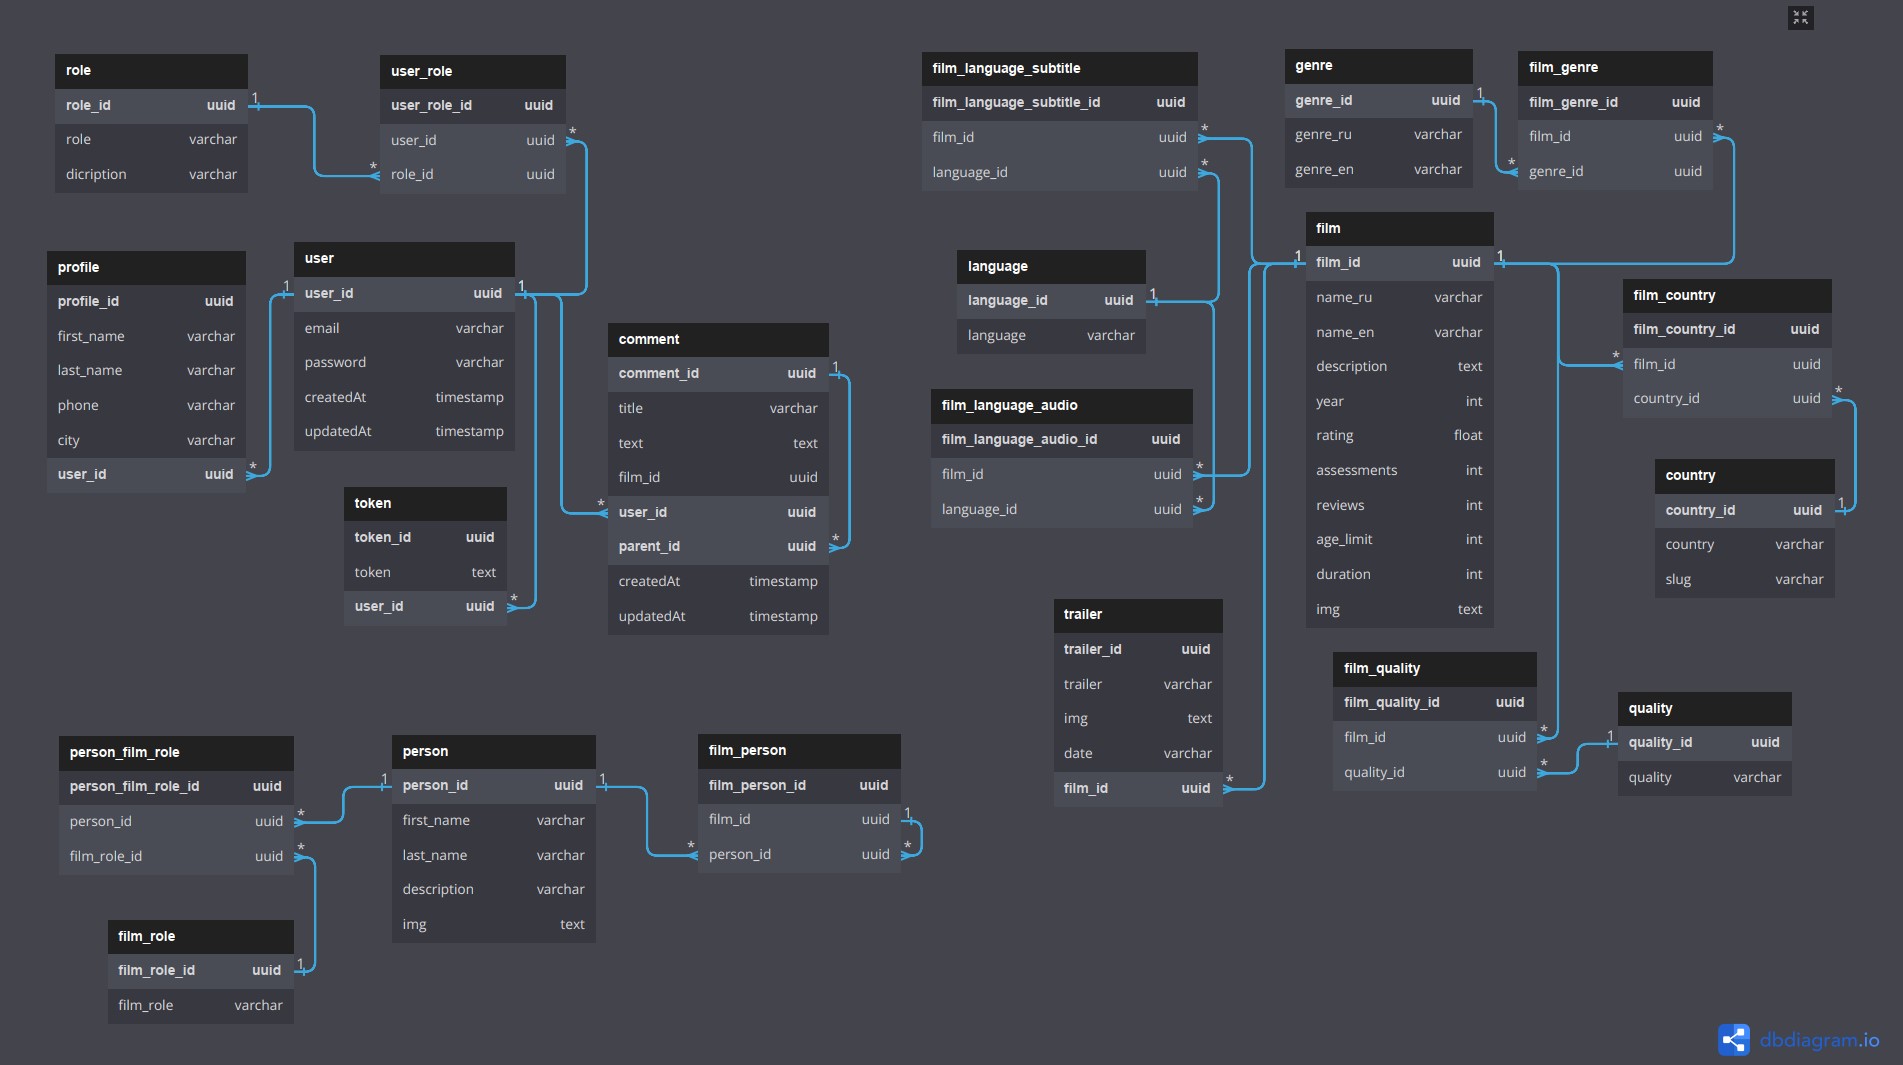 role
role_id uuid
role varchar
dicription varchar
user_role
user_role_id uuid
user_id uuid
role_id uuid
1
*
*
profile
profile_id uuid
first_name varchar
last_name varchar
phone varchar
city varchar
user_id uuid
*
1
user
user_id uuid
email varchar
password varchar
createdAt timestamp
updatedAt timestamp
1
token
token_id uuid
token text
user_id uuid
*
comment
comment_id uuid
title varchar
text text
film_id uuid
user_id uuid
parent_id uuid
createdAt timestamp
updatedAt timestamp
1
*
*
person_film_role
person_film_role_id uuid
person_id uuid
film_role_id uuid
*
*
film_role
film_role_id uuid
film_role varchar
1
person
person_id uuid
first_name varchar
last_name varchar
description varchar
img text
1
1
film_person
film_person_id uuid
film_id uuid
person_id uuid
*
1
*
film_language_subtitle
film_language_subtitle_id uuid
film_id uuid
language_id uuid
*
*
language
language_id uuid
language varchar
1
film_language_audio
film_language_audio_id uuid
film_id uuid
language_id uuid
*
*
trailer
trailer_id uuid
trailer varchar
img text
date varchar
film_id uuid
*
genre
genre_id uuid
genre_ru varchar
genre_en varchar
1
film_genre
film_genre_id uuid
film_id uuid
genre_id uuid
*
*
film
film_id uuid
name_ru varchar
name_en varchar
description text
year int
rating float
assessments int
reviews int
age_limit int
duration int
img text
1
1
film_country
film_country_id uuid
film_id uuid
country_id uuid
*
*
country
country_id uuid
country varchar
slug varchar
1
film_quality
film_quality_id uuid
film_id uuid
quality_id uuid
*
*
quality
quality_id uuid
quality varchar
1
dbdiagram.io